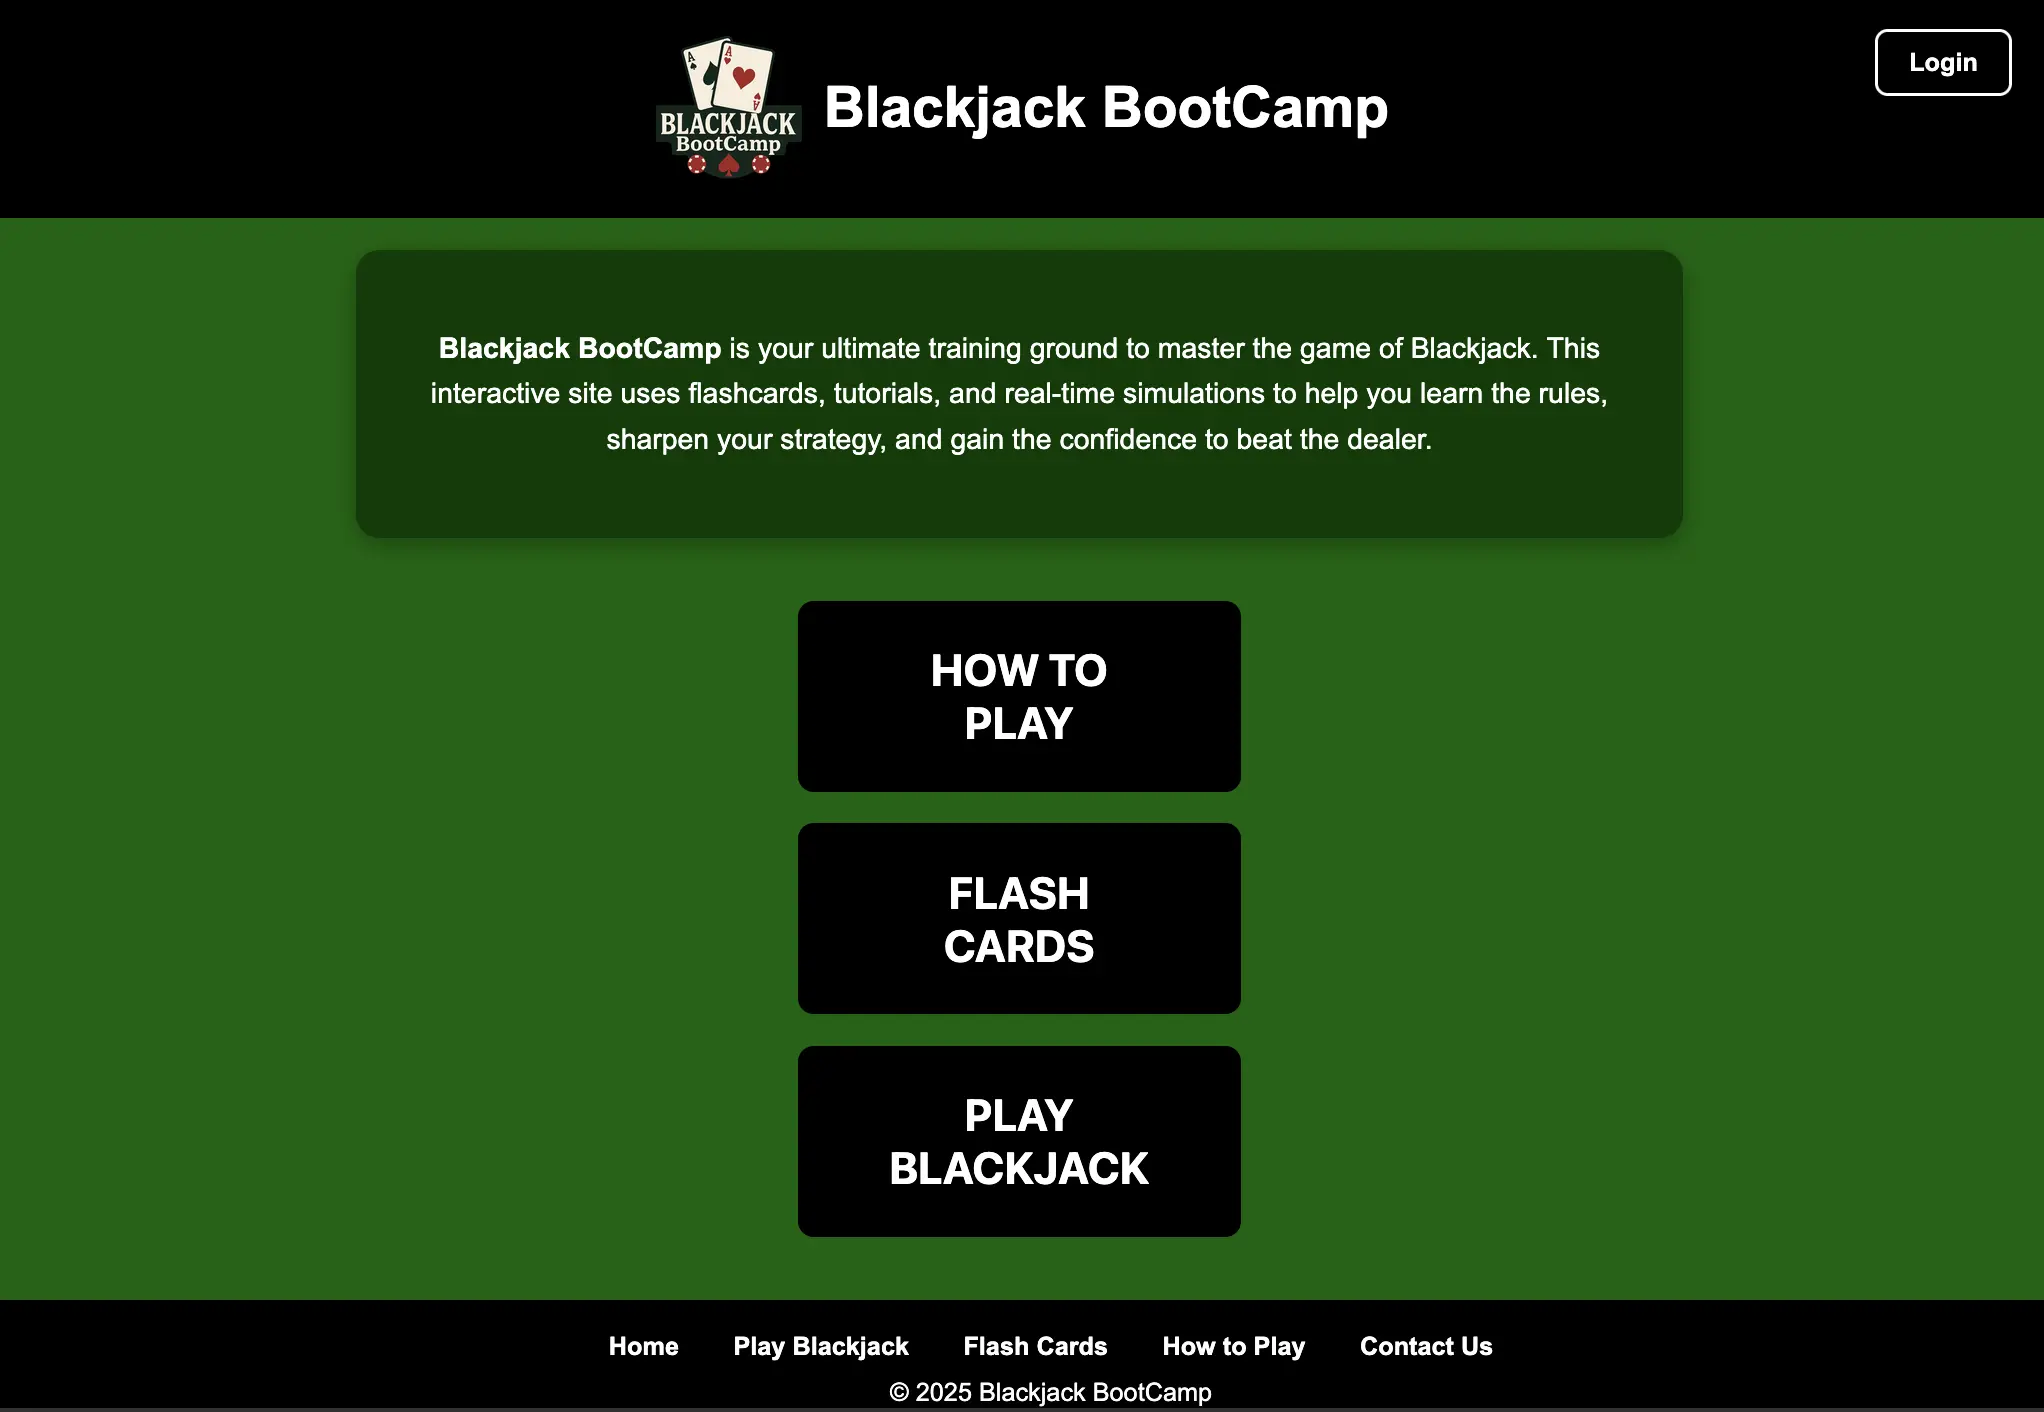 A
A
A
BLACKJACK
BootCamp
Blackjack BootCamp
Login
Blackjack BootCamp is your ultimate training ground to master the game of Blackjack. This
interactive site uses flashcards, tutorials, and real-time simulations to help you learn the rules,
sharpen your strategy, and gain the confidence to beat the dealer.
HOW TO
PLAY
FLASH
CARDS
PLAY
BLACKJACK
Home Play Blackjack Flash Cards How to Play Contact Us
© 2025 Blackjack BootCamp